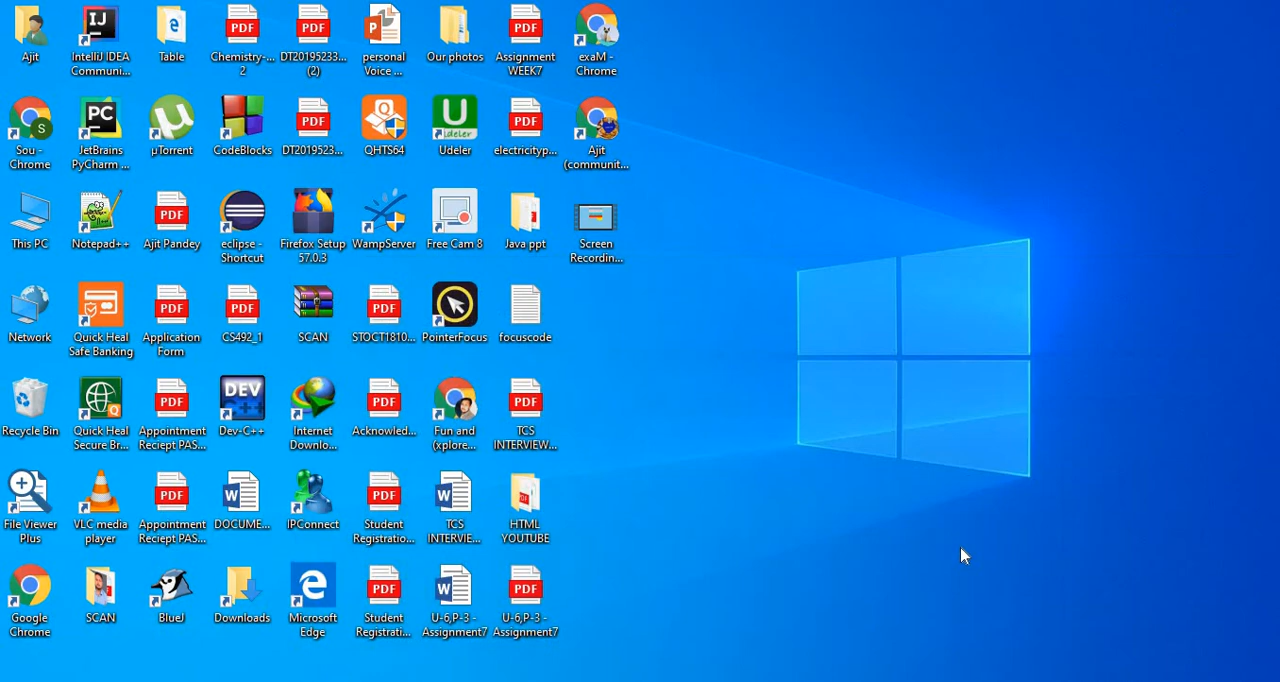 Ajit
IntelliJ IDEA
Communi...
Table
Chemistry-...
2
DT20195233...
(2)
personal
Voice ...
Our photos
Assignment
WEEK7
exaM -
Chrome
Sou -
Chrome
JetBrains
PyCharm ...
µTorrent
CodeBlocks
DT2019523...
QHTS64
Udeler
electricityp...
Ajit
(communit...
This PC
Notepad++
Ajit Pandey
eclipse -
Shortcut
Firefox Setup
57.0.3
WampServer
Free Cam 8
Java ppt
Screen
Recordin...
Network
Quick Heal
Safe Banking
Application
Form
CS492_1
SCAN
STOCT1810...
PointerFocus
focuscode
Recycle Bin
Quick Heal
Secure Br...
Appointment
Reciept PAS...
Dev-C++
Internet
Downlo...
Acknowled...
Fun and
(xplore...
TCS
INTERVIEW...
File Viewer
Plus
VLC media
player
Appointment
Reciept PAS...
DOCUME...
IPConnect
Student
Registratio...
TCS
INTERVIE...
HTML
YOUTUBE
Google
Chrome
SCAN
BlueJ
Downloads
Microsoft
Edge
Student
Registrati...
U-6,P-3 -
Assignment7
U-6,P-3 -
Assignment7